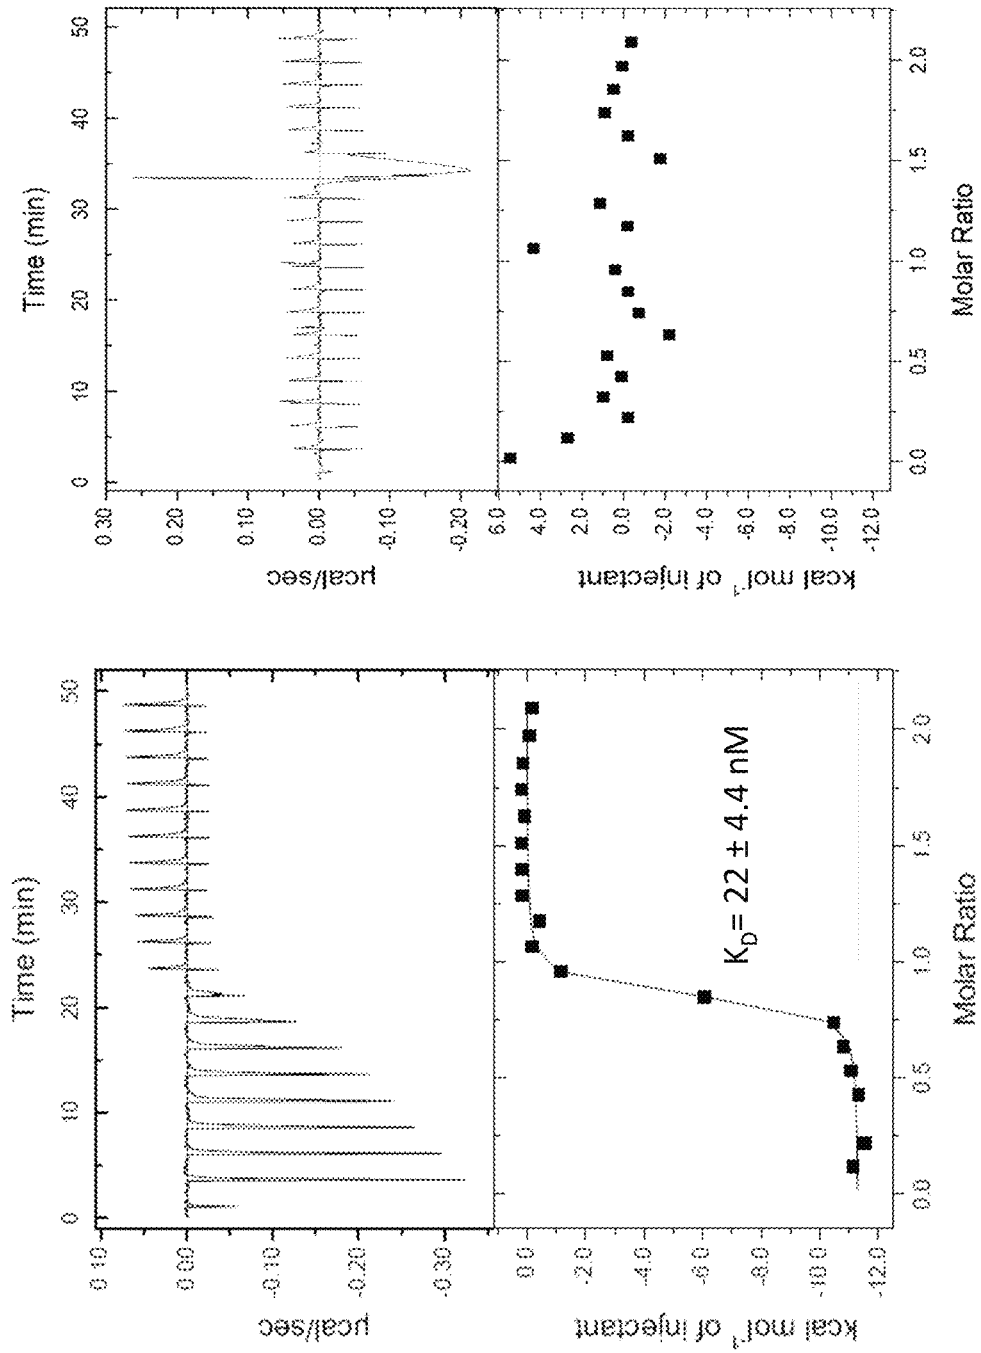 Time (min)
0 10 20 30 40 50
0.30
0.20
0.10
0.00
-0.10
-0.20
µcal/sec
6.0
4.0
2.0
0.0
-2.0
-4.0
-6.0
-8.0
-10.0
-12.0
kcal mol⁻¹ of injectant
0.0 0.5 1.0 1.5 2.0
Molar Ratio
Time (min)
0 10 20 30 40 50
0.10
0.00
-0.10
-0.20
-0.30
µcal/sec
0.0
-2.0
-4.0
-6.0
-8.0
-10.0
-12.0
kcal mol⁻¹ of injectant
K_D= 22 ± 4.4 nM
0.0 0.5 1.0 1.5 2.0
Molar Ratio